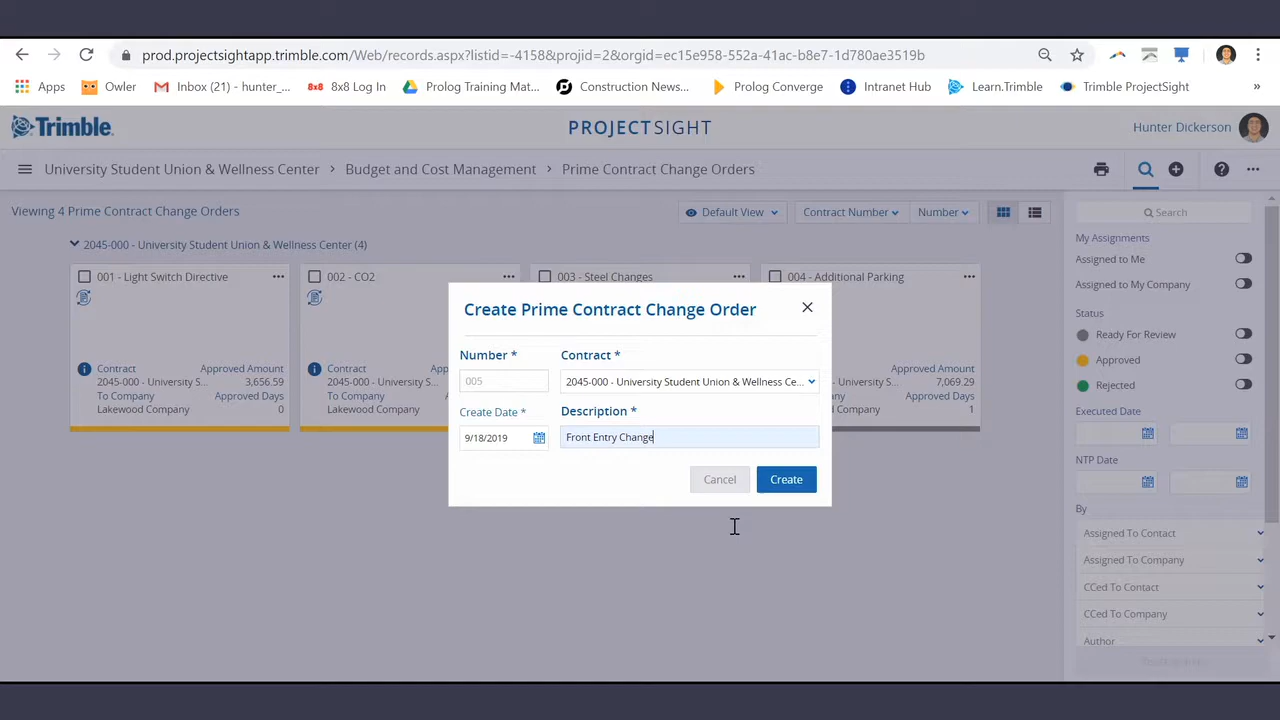 prod.projectsightapp.trimble.com/Web/records.aspx?listid=-4158&projid=2&orgid=ec15e958-552a-41ac-b8e7-1d780ae3519b
Apps Owler Inbox (21) - hunter_... 8x8 8x8 Log In Prolog Training Mat... Construction News... Prolog Converge Intranet Hub Learn.Trimble Trimble ProjectSight »
Trimble. PROJECTSIGHT Hunter Dickerson
University Student Union & Wellness Center › Budget and Cost Management › Prime Contract Change Orders
Viewing 4 Prime Contract Change Orders Default View Contract Number Number Search
2045-000 - University Student Union & Wellness Center (4)
001 - Light Switch Directive 002 - CO2 003 - Steel Changes 004 - Additional Parking
Contract Approved Amount
2045-000 - University S... 3,656.59
To Company Approved Days
Lakewood Company 0
Contract
2045-000 - University S...
To Company
Lakewood Company
Approved Amount
7,069.29
Approved Days
1
Create Prime Contract Change Order
Number * Contract *
005 2045-000 - University Student Union & Wellness Ce...
Create Date * Description *
9/18/2019 Front Entry Change
Cancel Create
My Assignments
Assigned to Me
Assigned to My Company
Status
Ready For Review
Approved
Rejected
Executed Date
NTP Date
By
Assigned To Contact
Assigned To Company
CCed To Contact
CCed To Company
Author